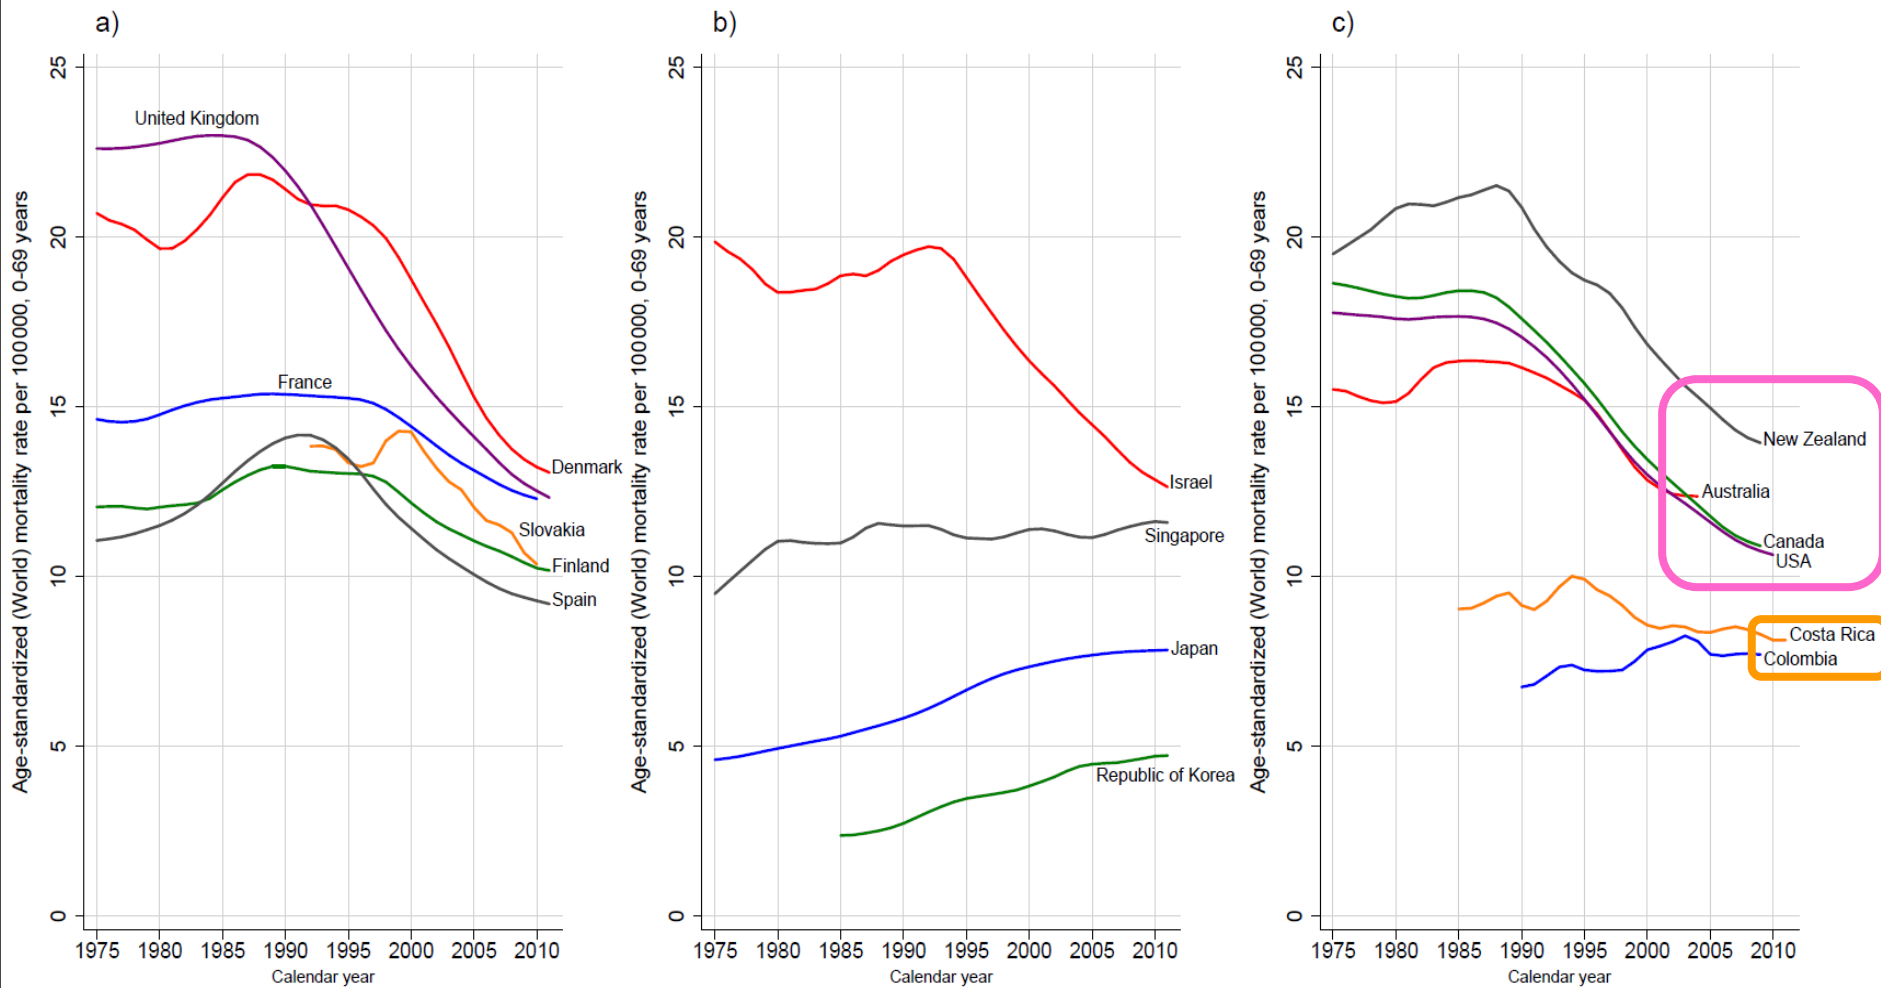 a)
Age-standardized (World) mortality rate per 100000, 0-69 years
25
20
15
10
5
0
United Kingdom
France
Denmark
Slovakia
Finland
Spain
1975 1980 1985 1990 1995 2000 2005 2010
Calendar year
b)
Age-standardized (World) mortality rate per 100000, 0-69 years
25
20
15
10
5
0
Israel
Singapore
Japan
Republic of Korea
1975 1980 1985 1990 1995 2000 2005 2010
Calendar year
c)
Age-standardized (World) mortality rate per 100000, 0-69 years
25
20
15
10
5
0
New Zealand
Australia
Canada
USA
Costa Rica
Colombia
1975 1980 1985 1990 1995 2000 2005 2010
Calendar year